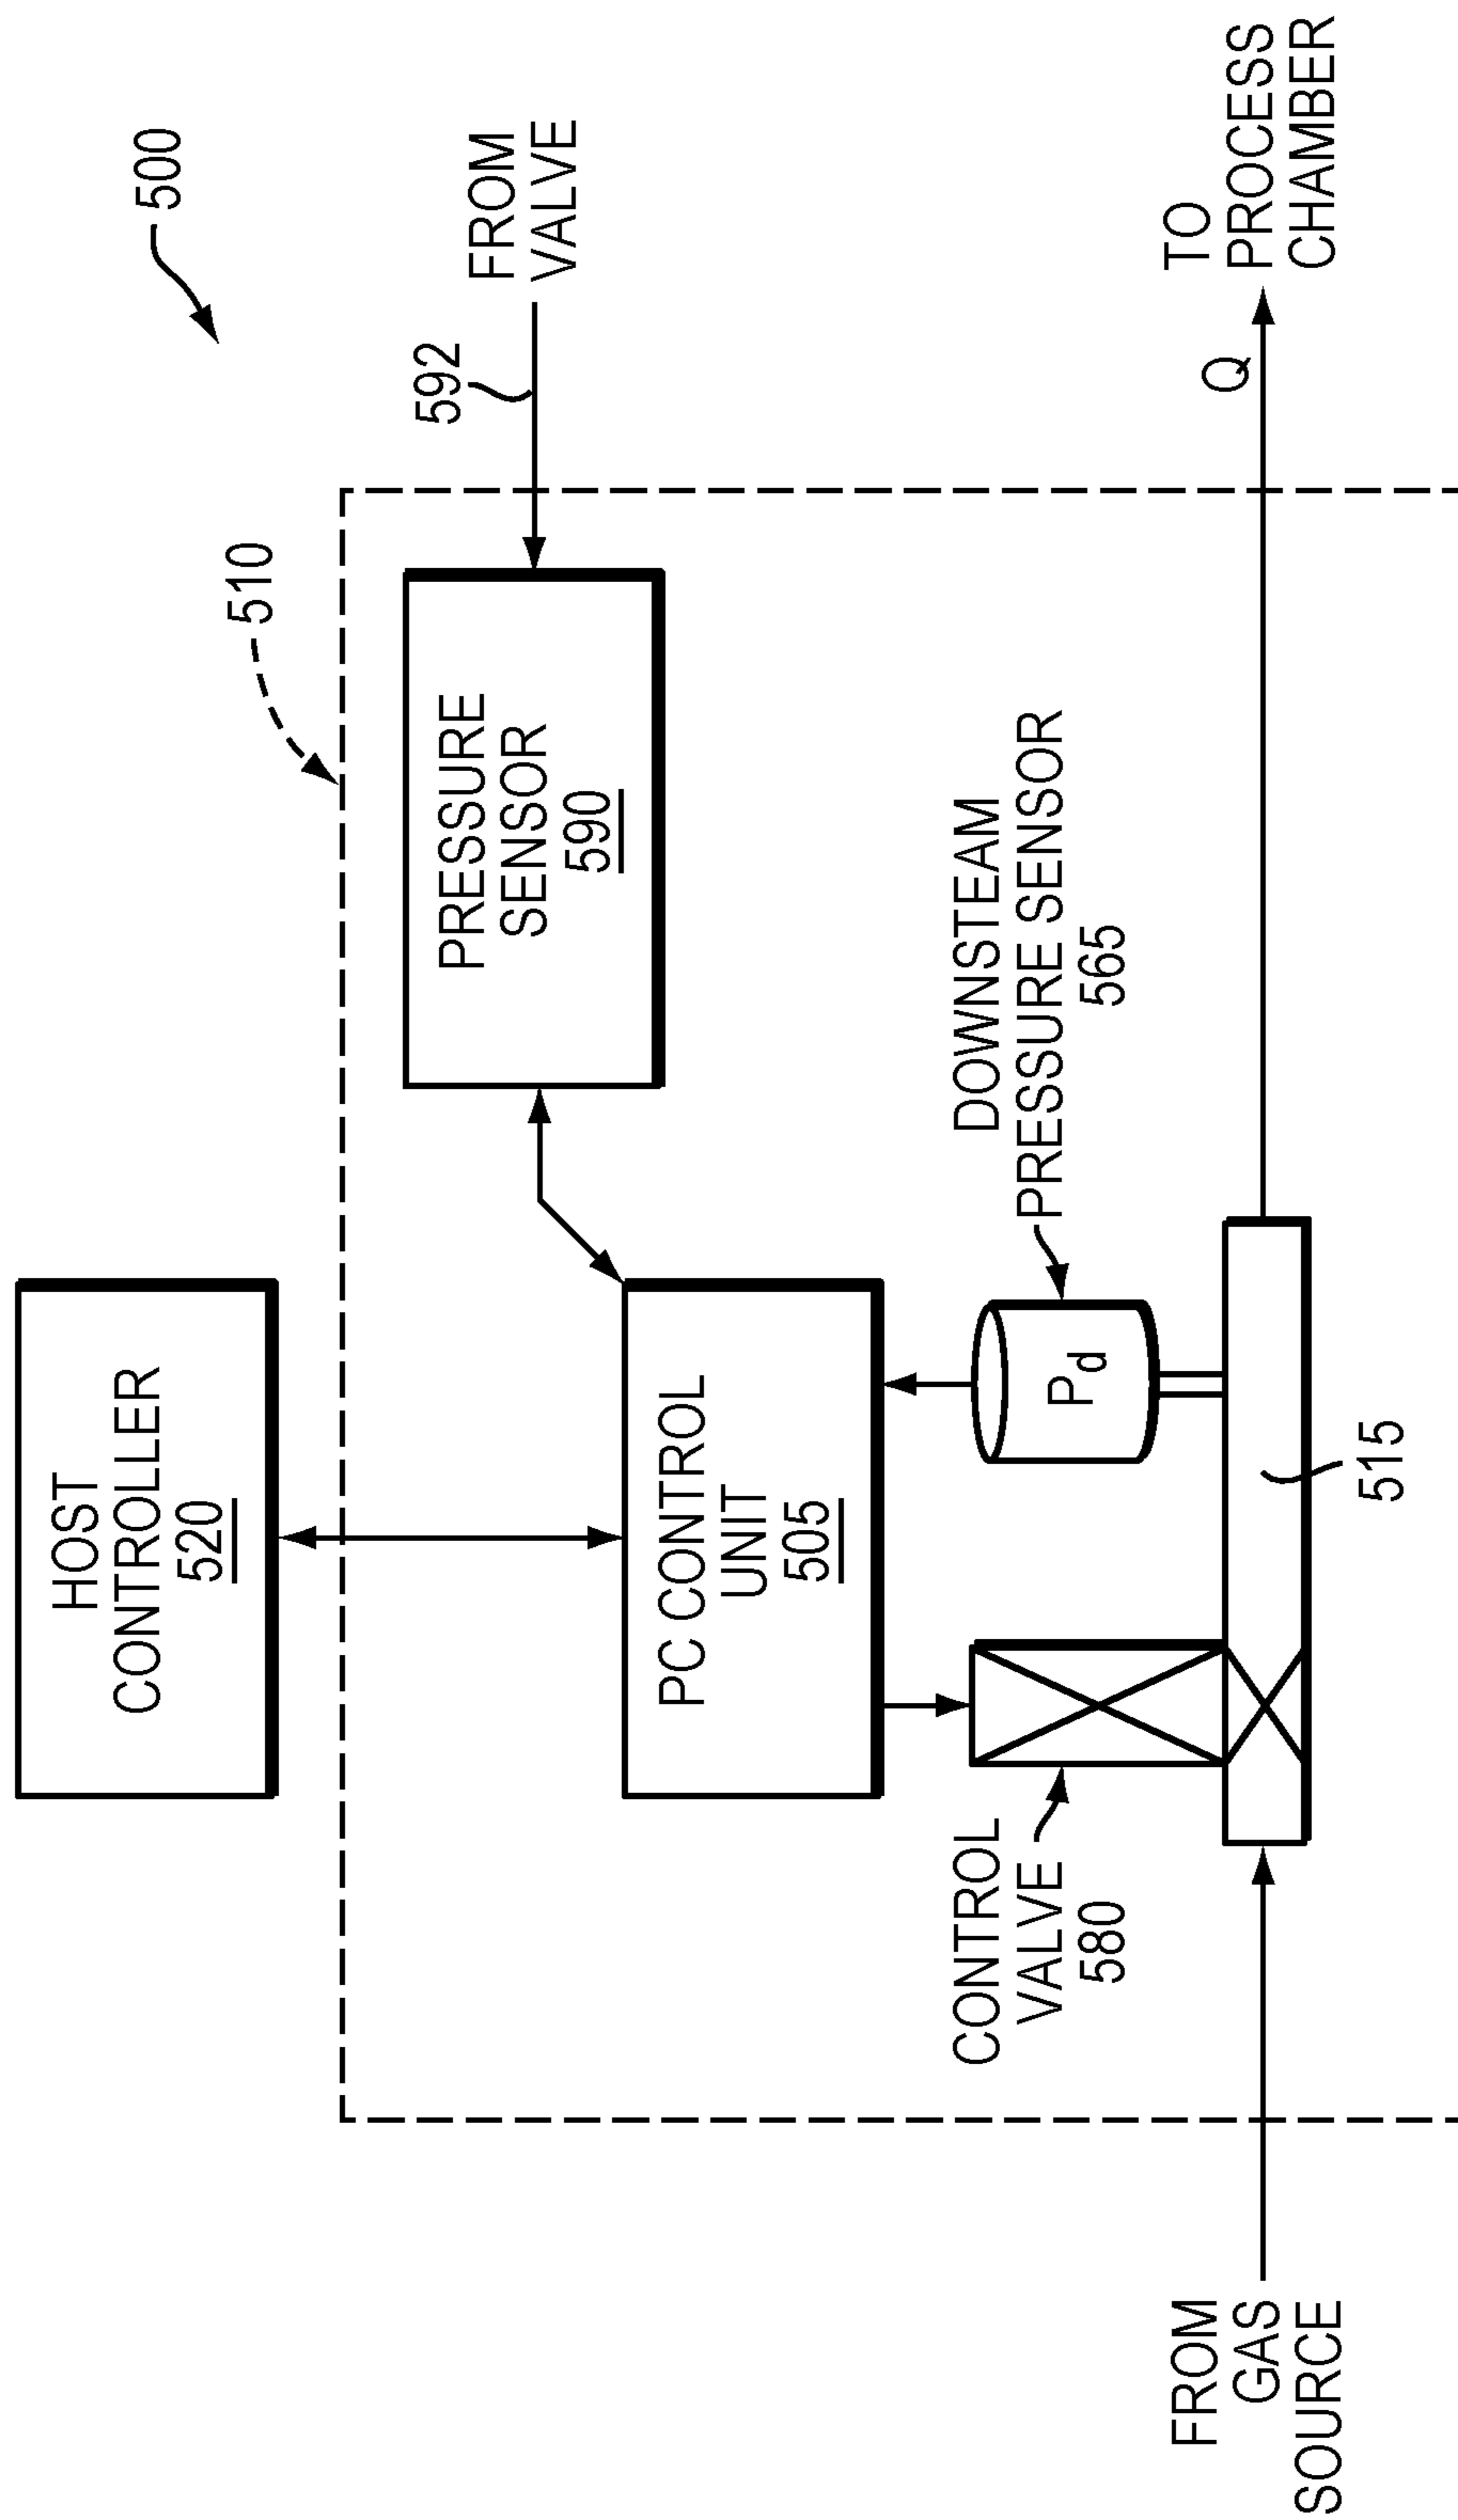 500
HOST
CONTROLLER
520
510
FROM
VALVE
592
PRESSURE
SENSOR
590
PC CONTROL
UNIT
505
CONTROL
VALVE
580
DOWNSTEAM
PRESSURE SENSOR
565
Pd
FROM
GAS
SOURCE
515
Q
TO
PROCESS
CHAMBER